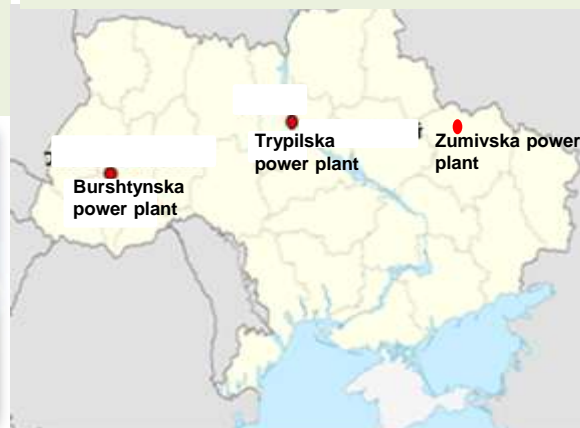 Trypilska
power plant
Zumivska power
plant
Burshtynska
power plant